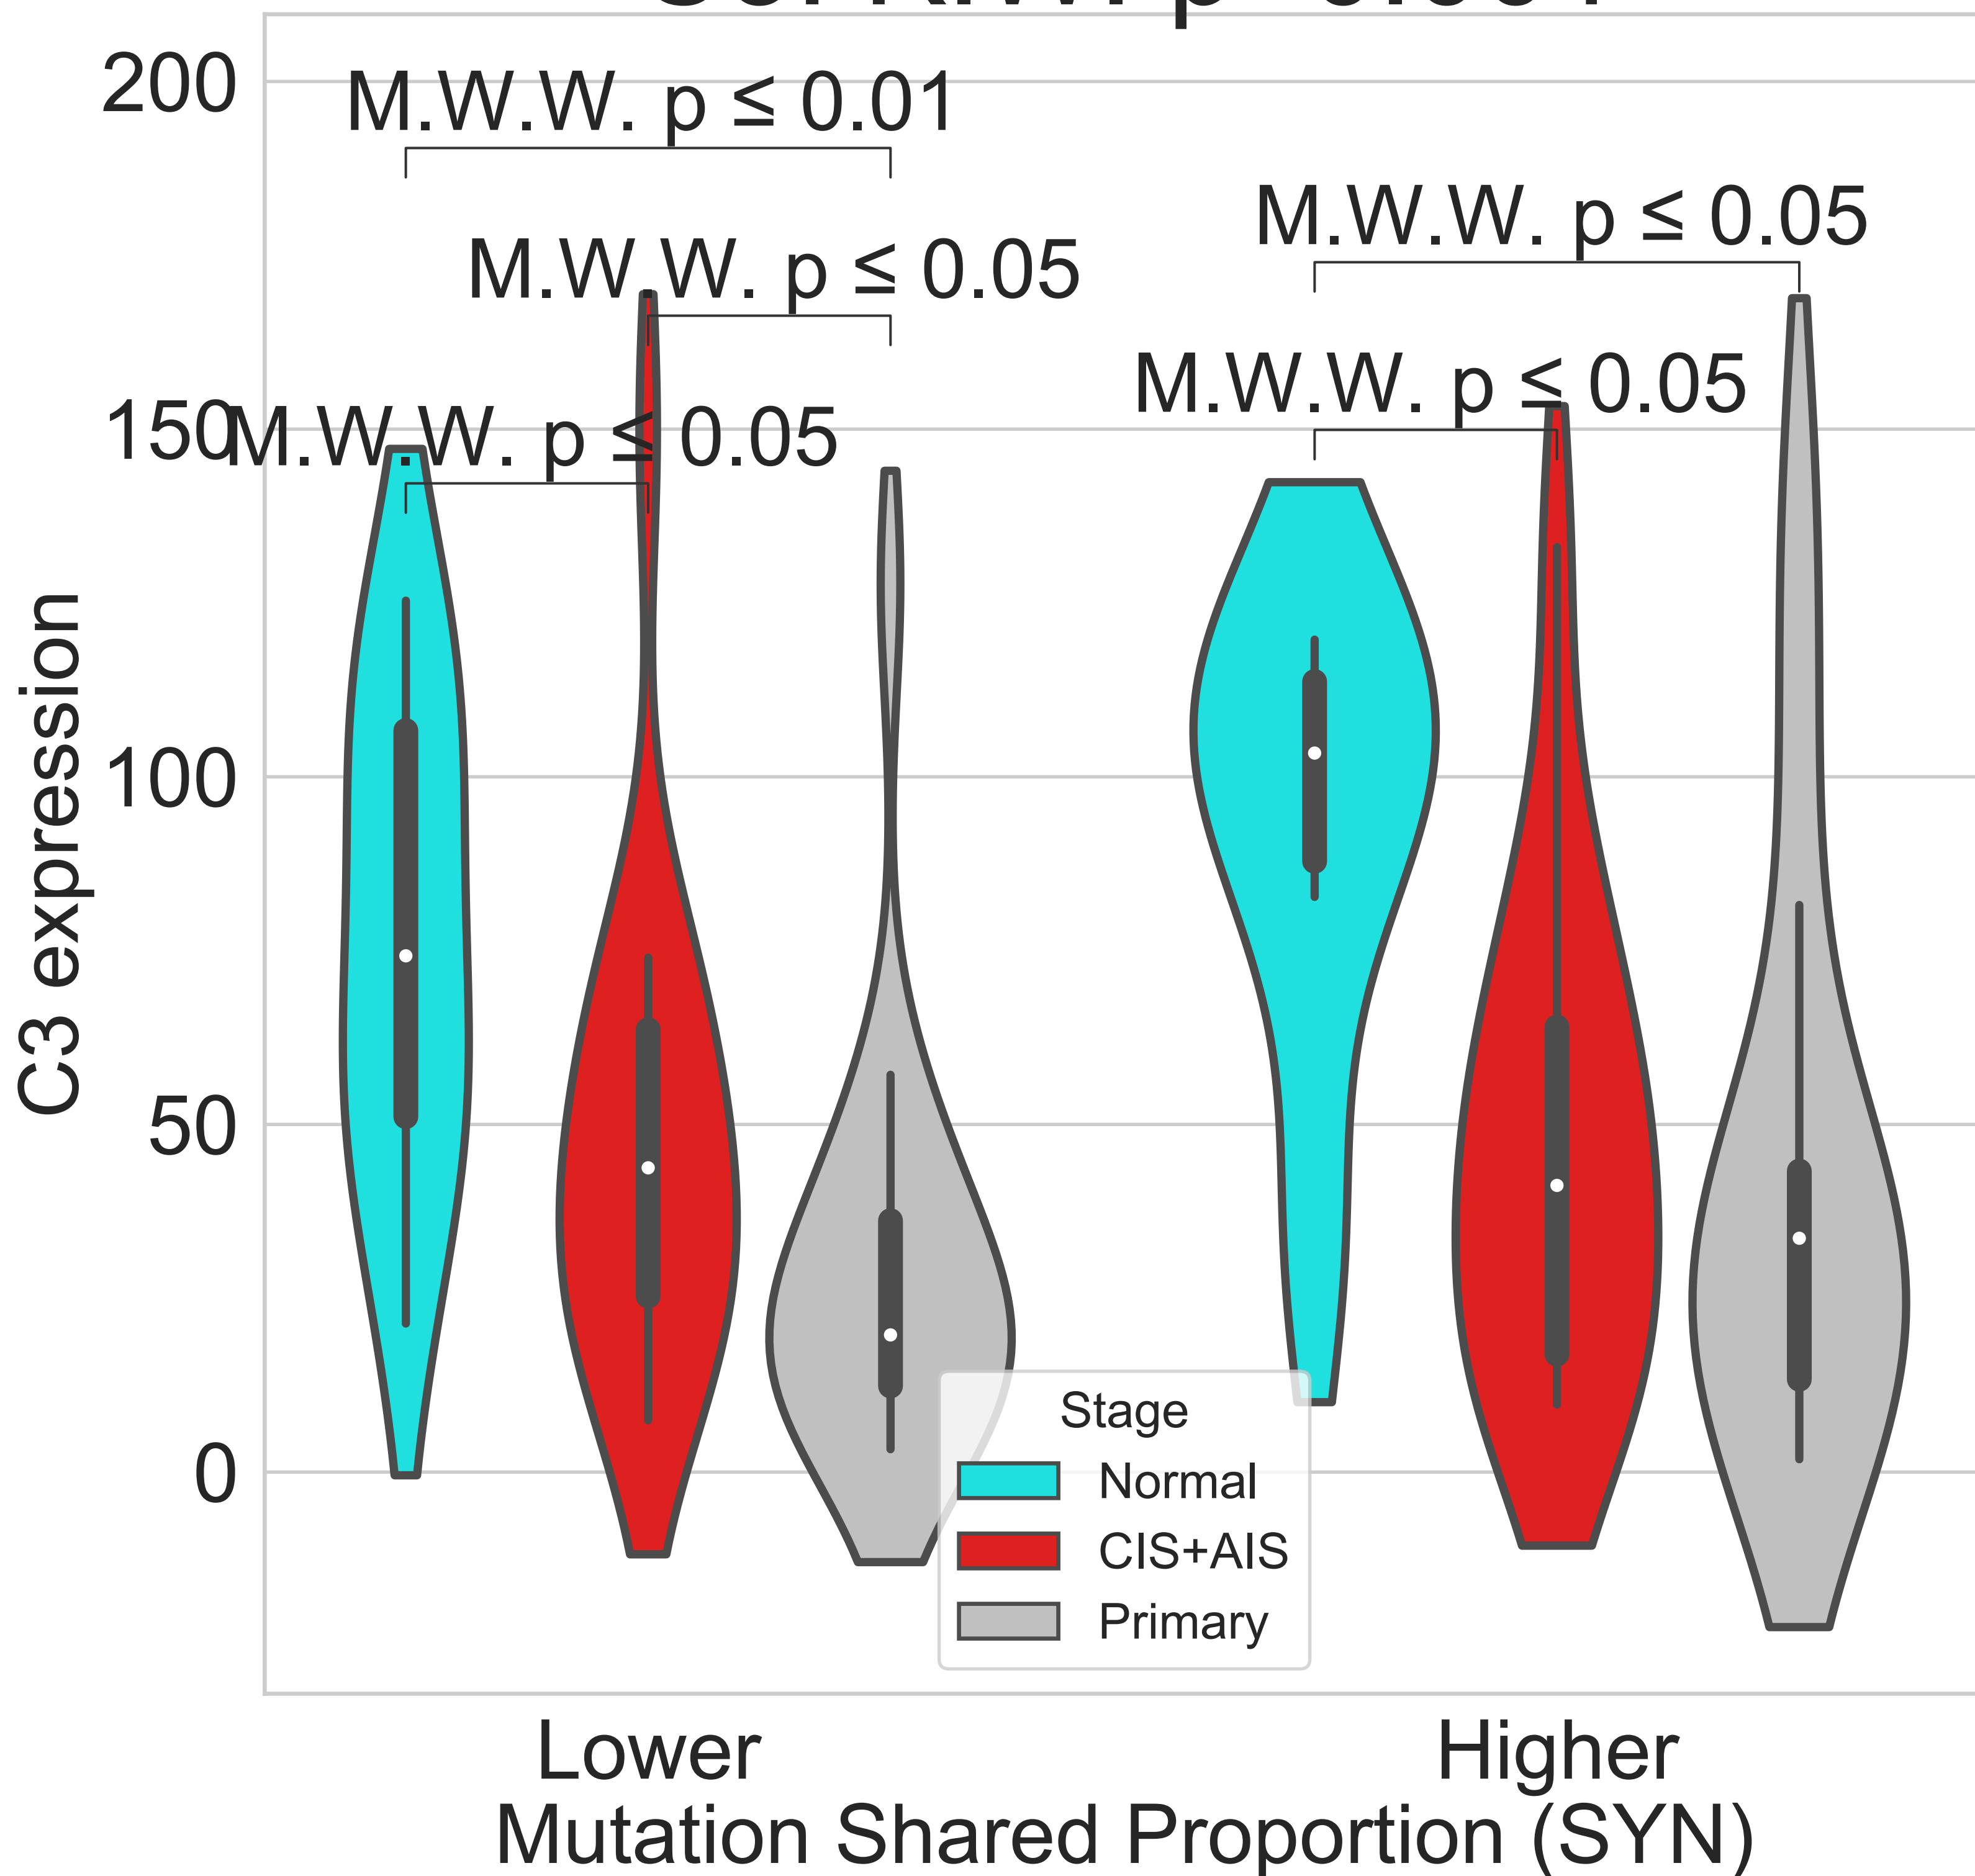 200
M.W.W. p ≤ 0.01
M.W.W. p ≤ 0.05
M.W.W. p ≤ 0.05
M.W.W. p ≤ 0.05
150
M.W.W. p ≤ 0.05
100
50
0
C3 expression
Stage
Normal
CIS+AIS
Primary
Lower
Higher
Mutation Shared Proportion (SYN)